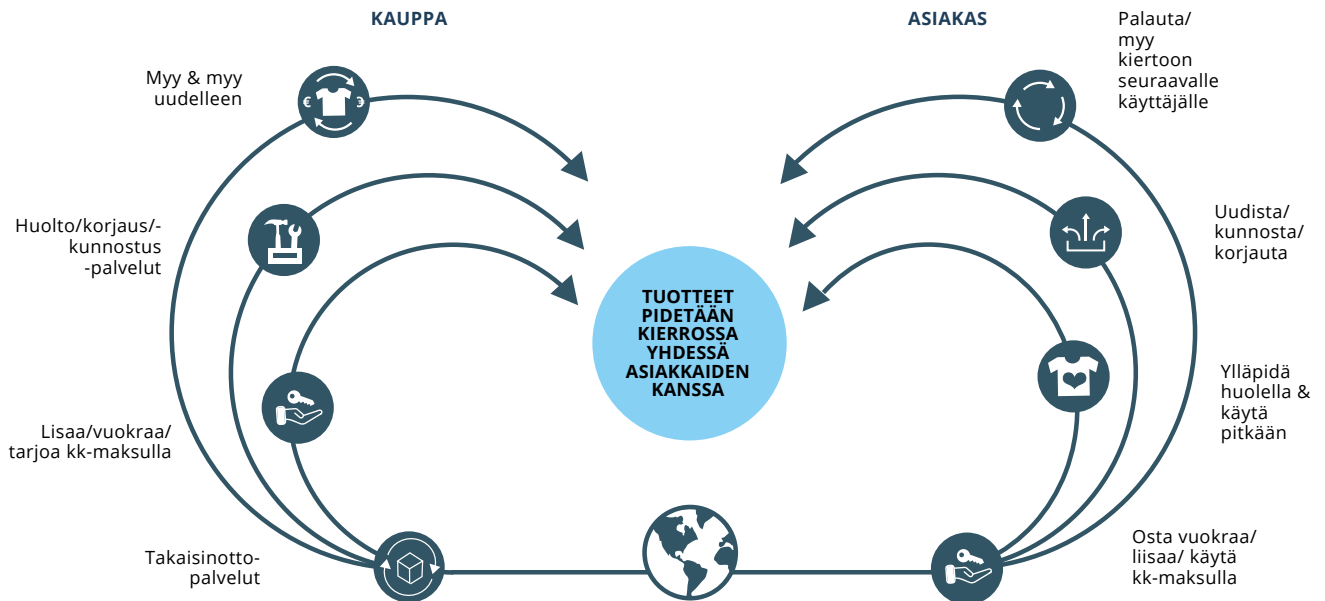 KAUPPA
Myy & myy
uudelleen
Huolto/korjaus/-
kunnostus
-palvelut
Lisaa/vuokraa/
tarjoa kk-maksulla
Takaisinotto-
palvelut
€
€
TUOTTEET
PIDETÄÄN
KIERROSSA
YHDESSÄ
ASIAKKAIDEN
KANSSA
ASIAKAS
Palauta/
myy
kiertoon
seuraavalle
käyttäjälle
Uudista/
kunnosta/
korjauta
Ylläpidä
huolella &
käytä
pitkään
Osta vuokraa/
liisaa/ käytä
kk-maksulla